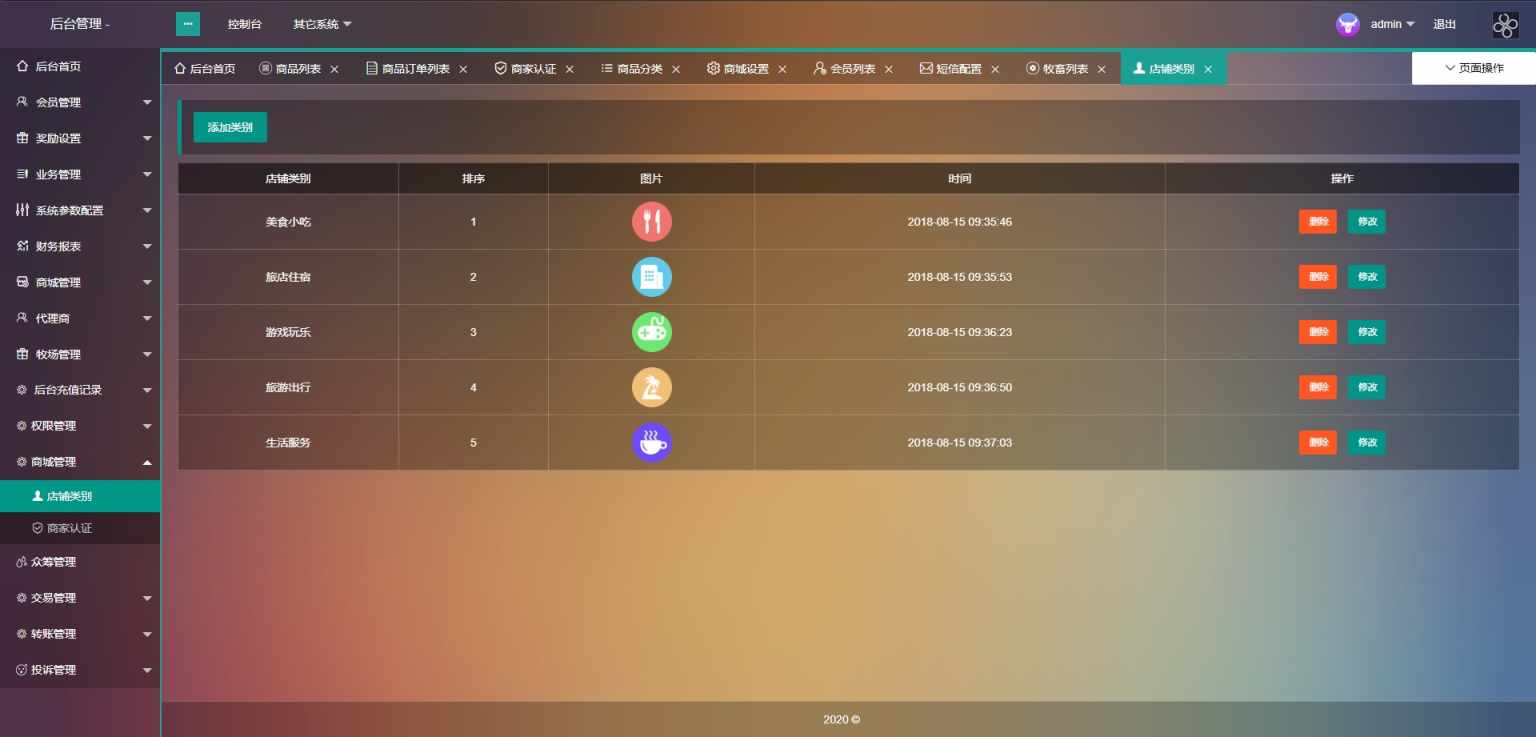 后台管理 -
控制台 其它系统
admin 退出
后台首页
会员管理
奖励设置
业务管理
系统参数配置
财务报表
商城管理
代理商
牧场管理
后台充值记录
权限管理
商城管理
店铺类别
商家认证
众筹管理
交易管理
转账管理
投诉管理
后台首页 商品列表 商品订单列表 商家认证 商品分类 商城设置 会员列表 短信配置 牧畜列表 店铺类别 页面操作
添加类别
店铺类别 排序 图片 时间 操作
美食小吃 1 2018-08-15 09:35:46 删除 修改
旅店住宿 2 2018-08-15 09:35:53 删除 修改
游戏玩乐 3 2018-08-15 09:36:23 删除 修改
旅游出行 4 2018-08-15 09:36:50 删除 修改
生活服务 5 2018-08-15 09:37:03 删除 修改
2020 ©